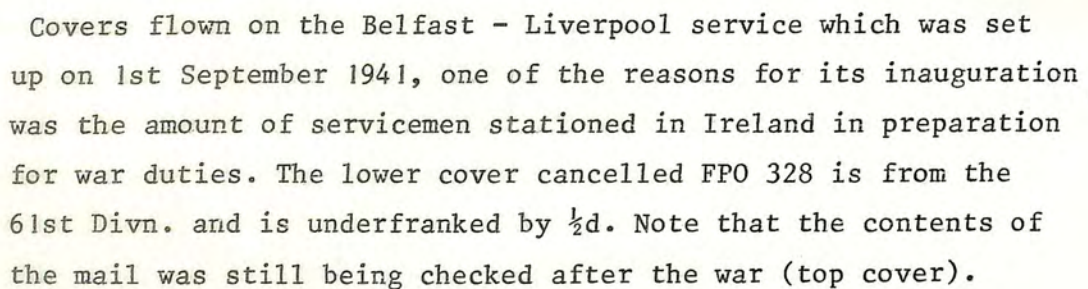 Covers flown on the Belfast - Liverpool service which was set
up on 1st September 1941, one of the reasons for its inauguration
was the amount of servicemen stationed in Ireland in preparation
for war duties. The lower cover cancelled FPO 328 is from the
61st Divn. and is underfranked by ½d. Note that the contents of
the mail was still being checked after the war (top cover).